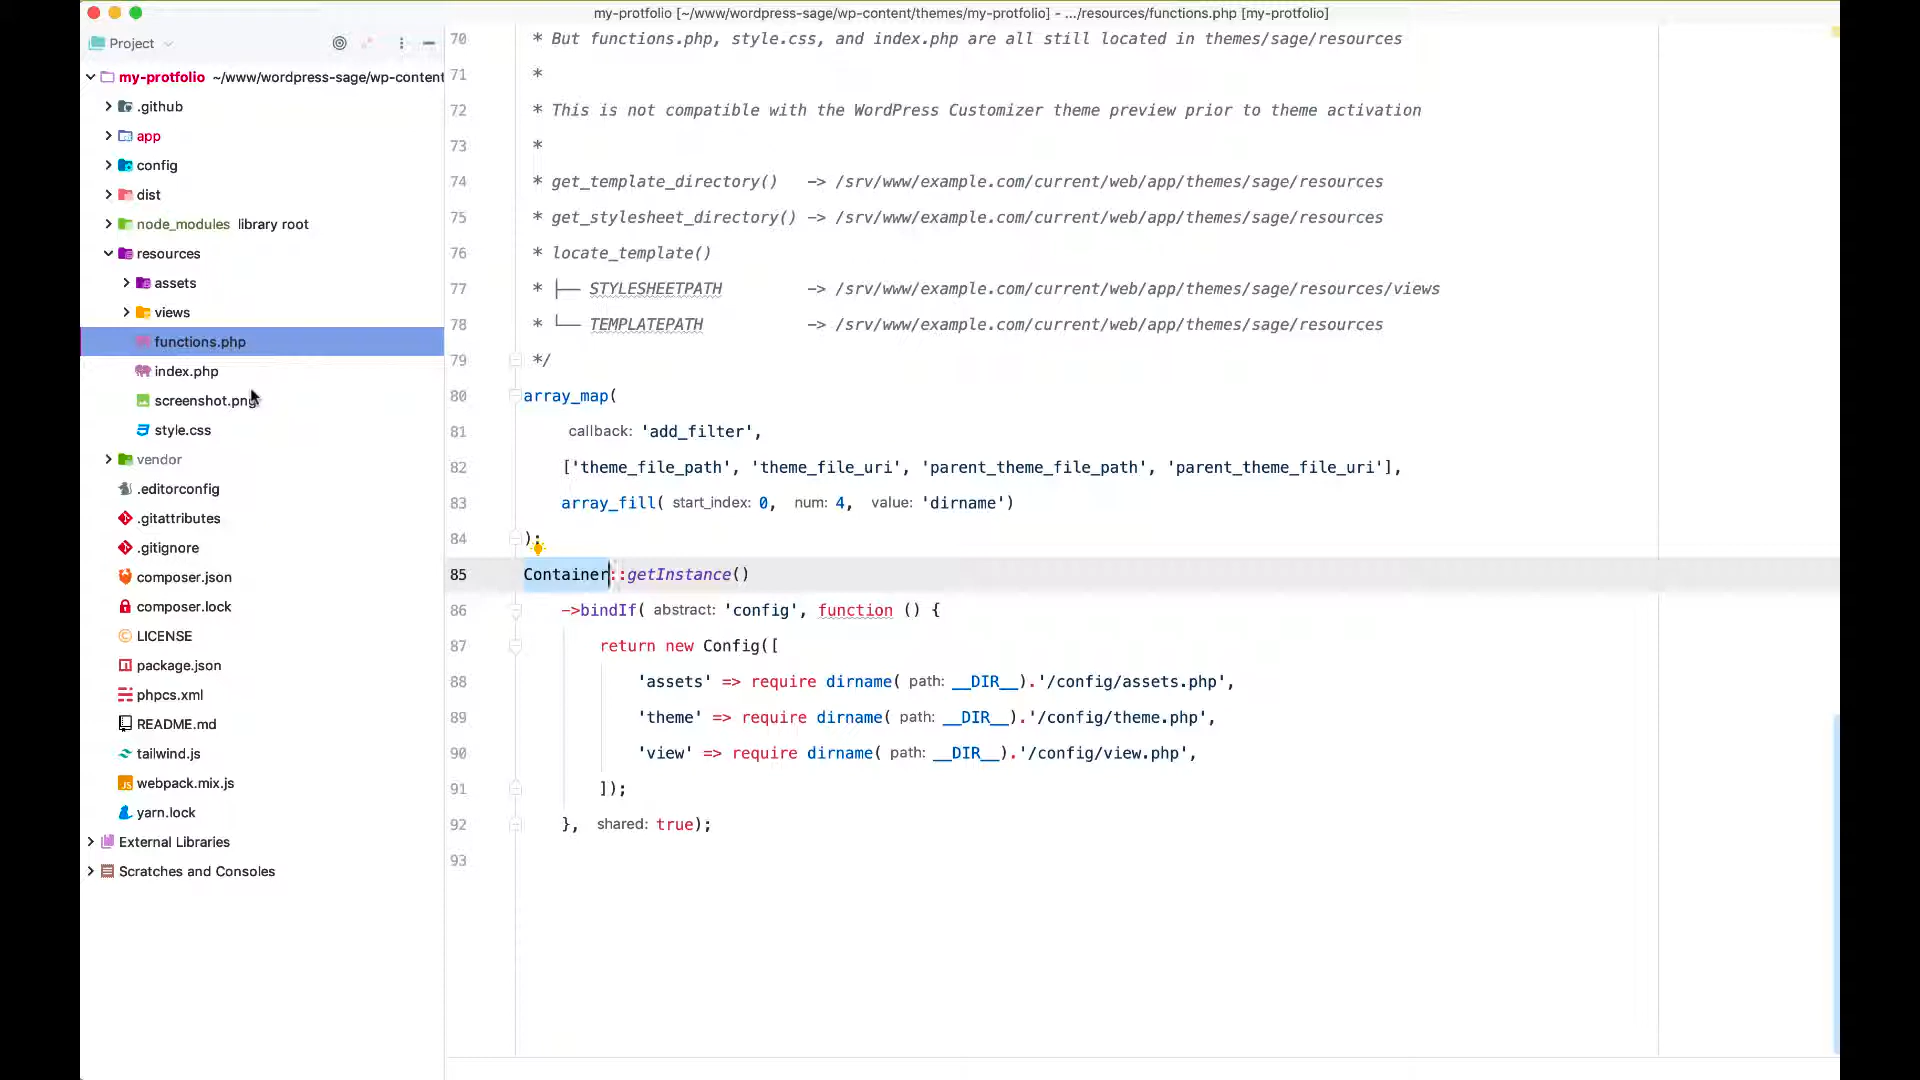 my-protfolio [~/www/wordpress-sage/wp-content/themes/my-protfolio] - .../resources/functions.php [my-protfolio]
Project
my-protfolio ~/www/wordpress-sage/wp-content
.github
app
config
dist
node_modules library root
resources
assets
views
functions.php
index.php
screenshot.png
style.css
vendor
.editorconfig
.gitattributes
.gitignore
composer.json
composer.lock
LICENSE
package.json
phpcs.xml
README.md
tailwind.js
webpack.mix.js
yarn.lock
External Libraries
Scratches and Consoles
70 * But functions.php, style.css, and index.php are all still located in themes/sage/resources
71 *
72 * This is not compatible with the WordPress Customizer theme preview prior to theme activation
73 *
74 * get_template_directory() -> /srv/www/example.com/current/web/app/themes/sage/resources
75 * get_stylesheet_directory() -> /srv/www/example.com/current/web/app/themes/sage/resources
76 * locate_template()
77 * ├── STYLESHEETPATH -> /srv/www/example.com/current/web/app/themes/sage/resources/views
78 * └── TEMPLATEPATH -> /srv/www/example.com/current/web/app/themes/sage/resources
79 */
80 array_map(
81 callback: 'add_filter',
82 ['theme_file_path', 'theme_file_uri', 'parent_theme_file_path', 'parent_theme_file_uri'],
83 array_fill( start_index: 0, num: 4, value: 'dirname')
84 );
85 Container::getInstance()
86 ->bindIf( abstract: 'config', function () {
87 return new Config([
88 'assets' => require dirname( path: __DIR__).'/config/assets.php',
89 'theme' => require dirname( path: __DIR__).'/config/theme.php',
90 'view' => require dirname( path: __DIR__).'/config/view.php',
91 ]);
92 }, shared: true);
93